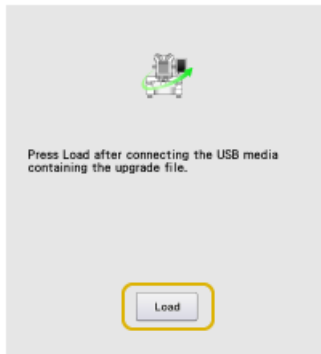 Press Load after connecting the USB media
containing the upgrade file.
Load